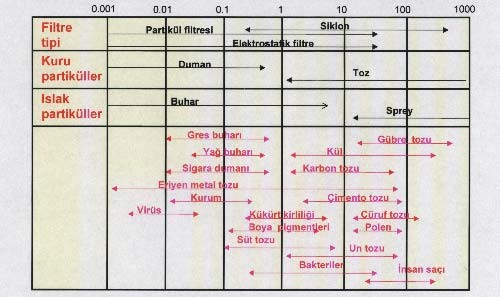 0.001 0.01 0.1 1 10 100 1000
Filtre tipi
Partikül filtresi
Siklon
Elektrostatik filtre
Kuru partiküller
Duman
Toz
Islak partiküller
Buhar
Sprey
Gres buharı
Gübre tozu
Yağ buharı
Kül
Sigara dumanı
Karbon tozu
Eriyen metal tozu
Kurum
Çimento tozu
Virüs
Kükürt kirliliği
Cüruf tozu
Boya pigmentleri
Polen
Süt tozu
Un tozu
Bakteriler
İnsan saçı